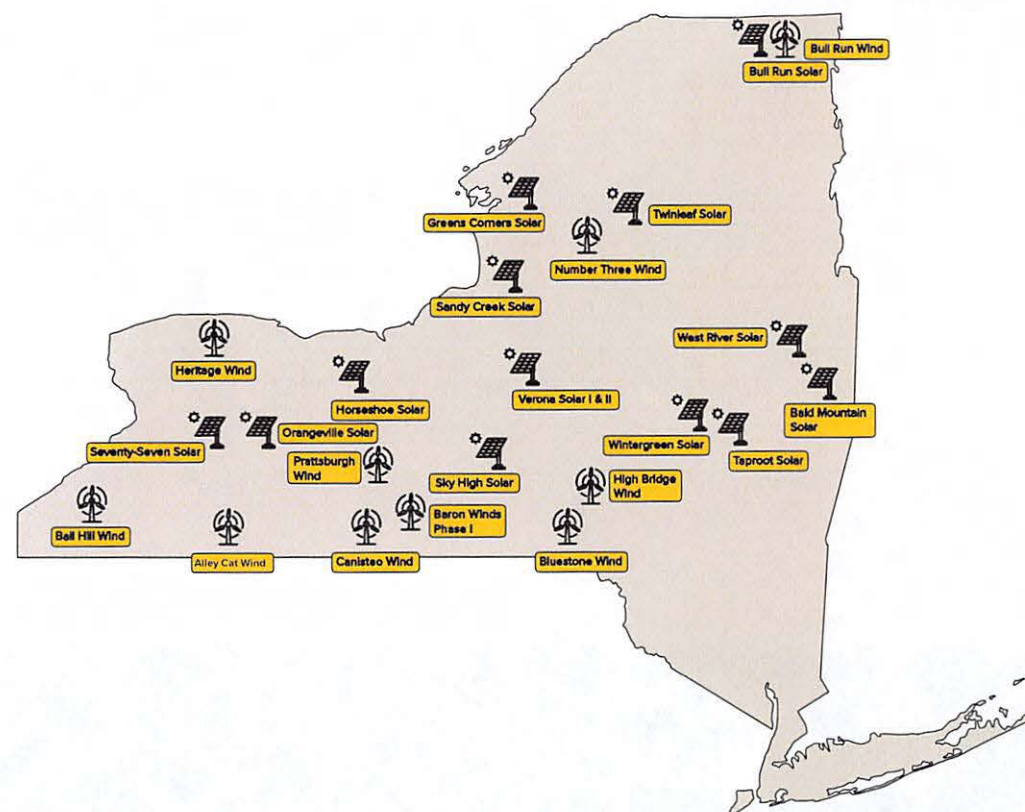 Bull Run Wind
Bull Run Solar
Greens Corners Solar
Twinleaf Solar
Number Three Wind
Sandy Creek Solar
West River Solar
Heritage Wind
Horseshoe Solar
Verona Solar I & II
Bald Mountain
Solar
Seventy-Seven Solar
Orangeville Solar
Wintergreen Solar
Taproot Solar
Prattsburgh
Wind
Sky High Solar
High Bridge
Wind
Ball Hill Wind
Baron Winds
Phase I
Alley Cat Wind
Canisteo Wind
Bluestone Wind